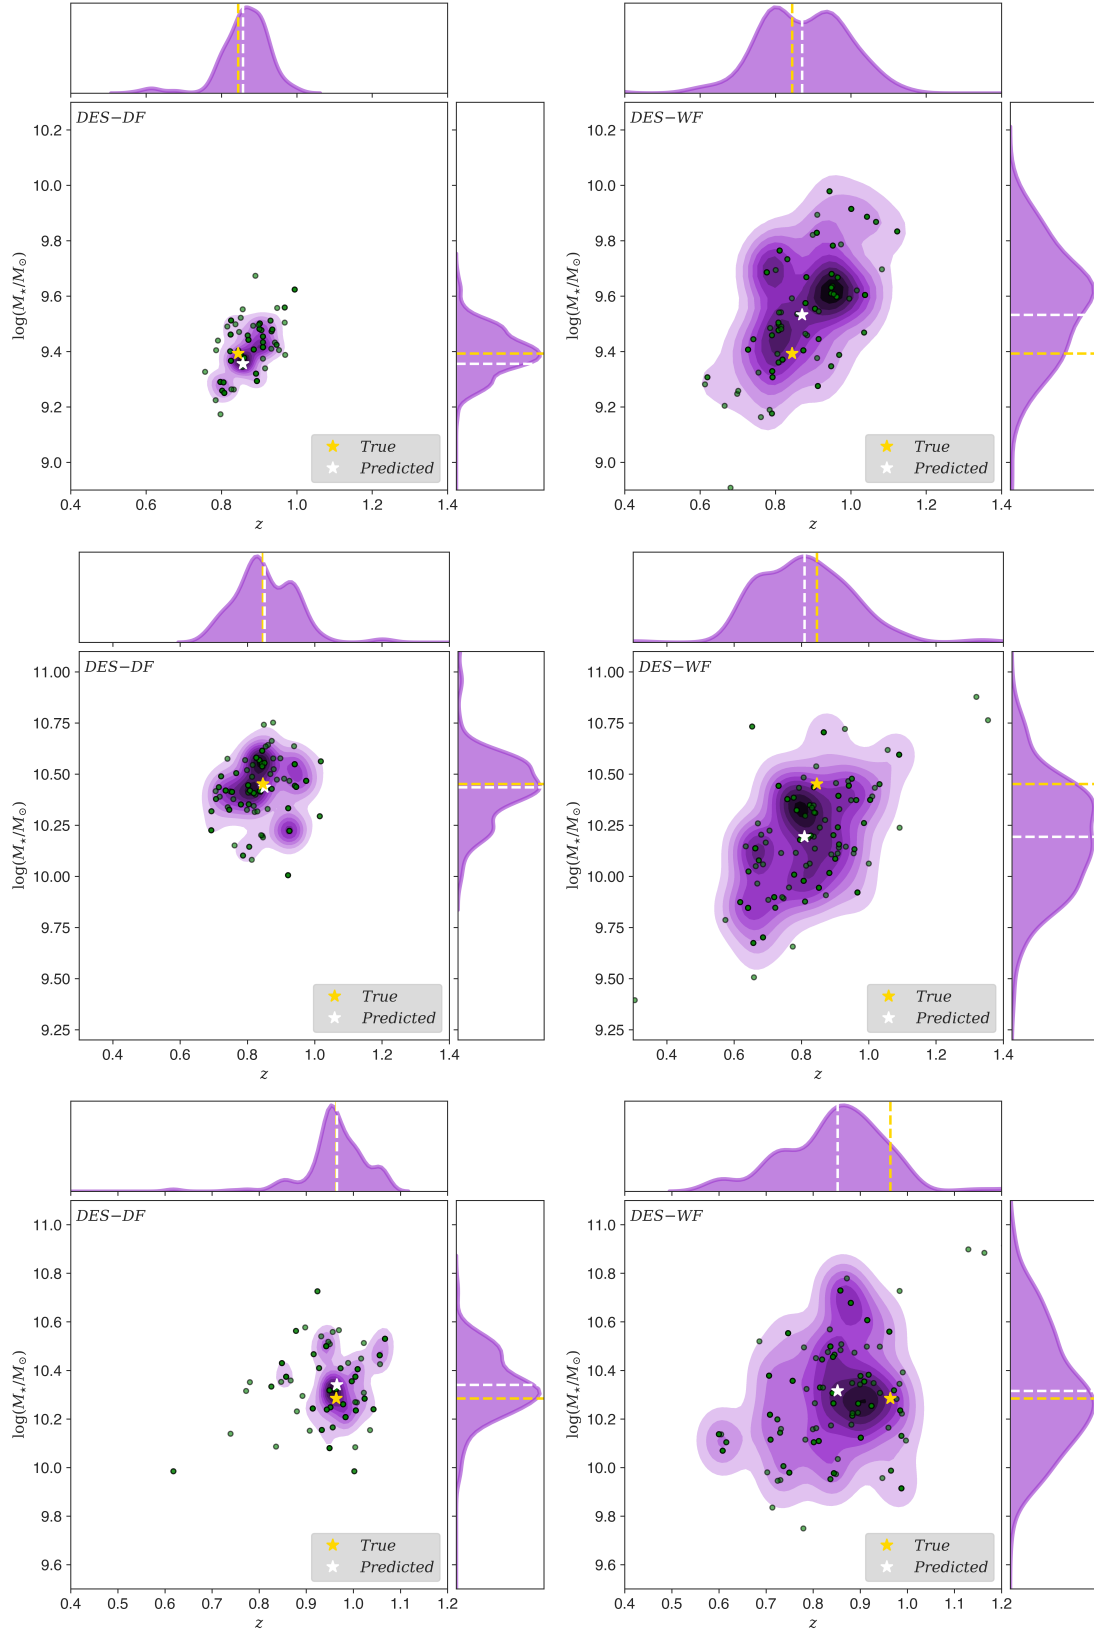 DES−DF
DES−WF
log(M⋆/M⊙)
log(M⋆/M⊙)
10.2
10.0
9.8
9.6
9.4
9.2
9.0
10.2
10.0
9.8
9.6
9.4
9.2
9.0
True
Predicted
True
Predicted
0.4 0.6 0.8 1.0 1.2 1.4
0.4 0.6 0.8 1.0 1.2 1.4
z
z
DES−DF
DES−WF
log(M⋆/M⊙)
log(M⋆/M⊙)
11.00
10.75
10.50
10.25
10.00
9.75
9.50
9.25
11.00
10.75
10.50
10.25
10.00
9.75
9.50
9.25
True
Predicted
True
Predicted
0.4 0.6 0.8 1.0 1.2 1.4
0.4 0.6 0.8 1.0 1.2 1.4
z
z
DES−DF
DES−WF
log(M⋆/M⊙)
log(M⋆/M⊙)
11.0
10.8
10.6
10.4
10.2
10.0
9.8
9.6
11.0
10.8
10.6
10.4
10.2
10.0
9.8
9.6
True
Predicted
True
Predicted
0.4 0.5 0.6 0.7 0.8 0.9 1.0 1.1 1.2
0.4 0.5 0.6 0.7 0.8 0.9 1.0 1.1 1.2
z
z